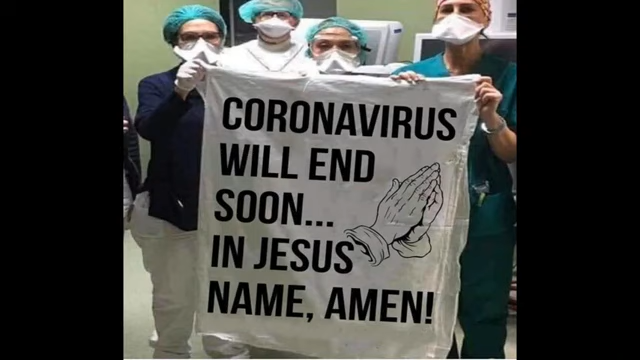 CORONAVIRUS
WILL END
SOON...
IN JESUS
NAME, AMEN!